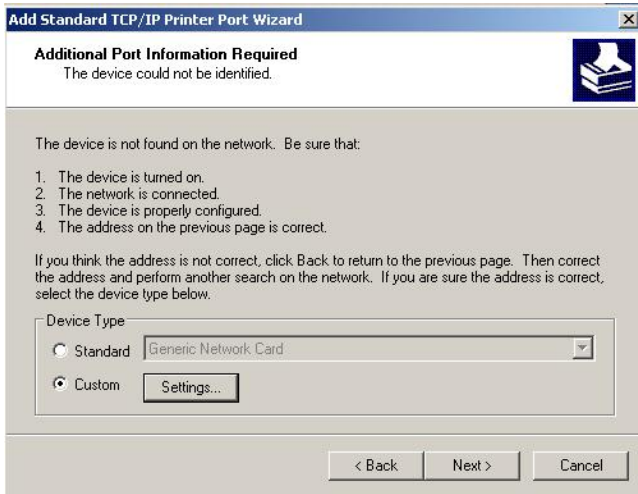 Add Standard TCP/IP Printer Port Wizard
Additional Port Information Required
The device could not be identified.
The device is not found on the network. Be sure that:
1. The device is turned on.
2. The network is connected.
3. The device is properly configured.
4. The address on the previous page is correct.
If you think the address is not correct, click Back to return to the previous page. Then correct
the address and perform another search on the network. If you are sure the address is correct,
select the device type below.
Device Type
Standard Generic Network Card
Custom Settings...
< Back Next > Cancel